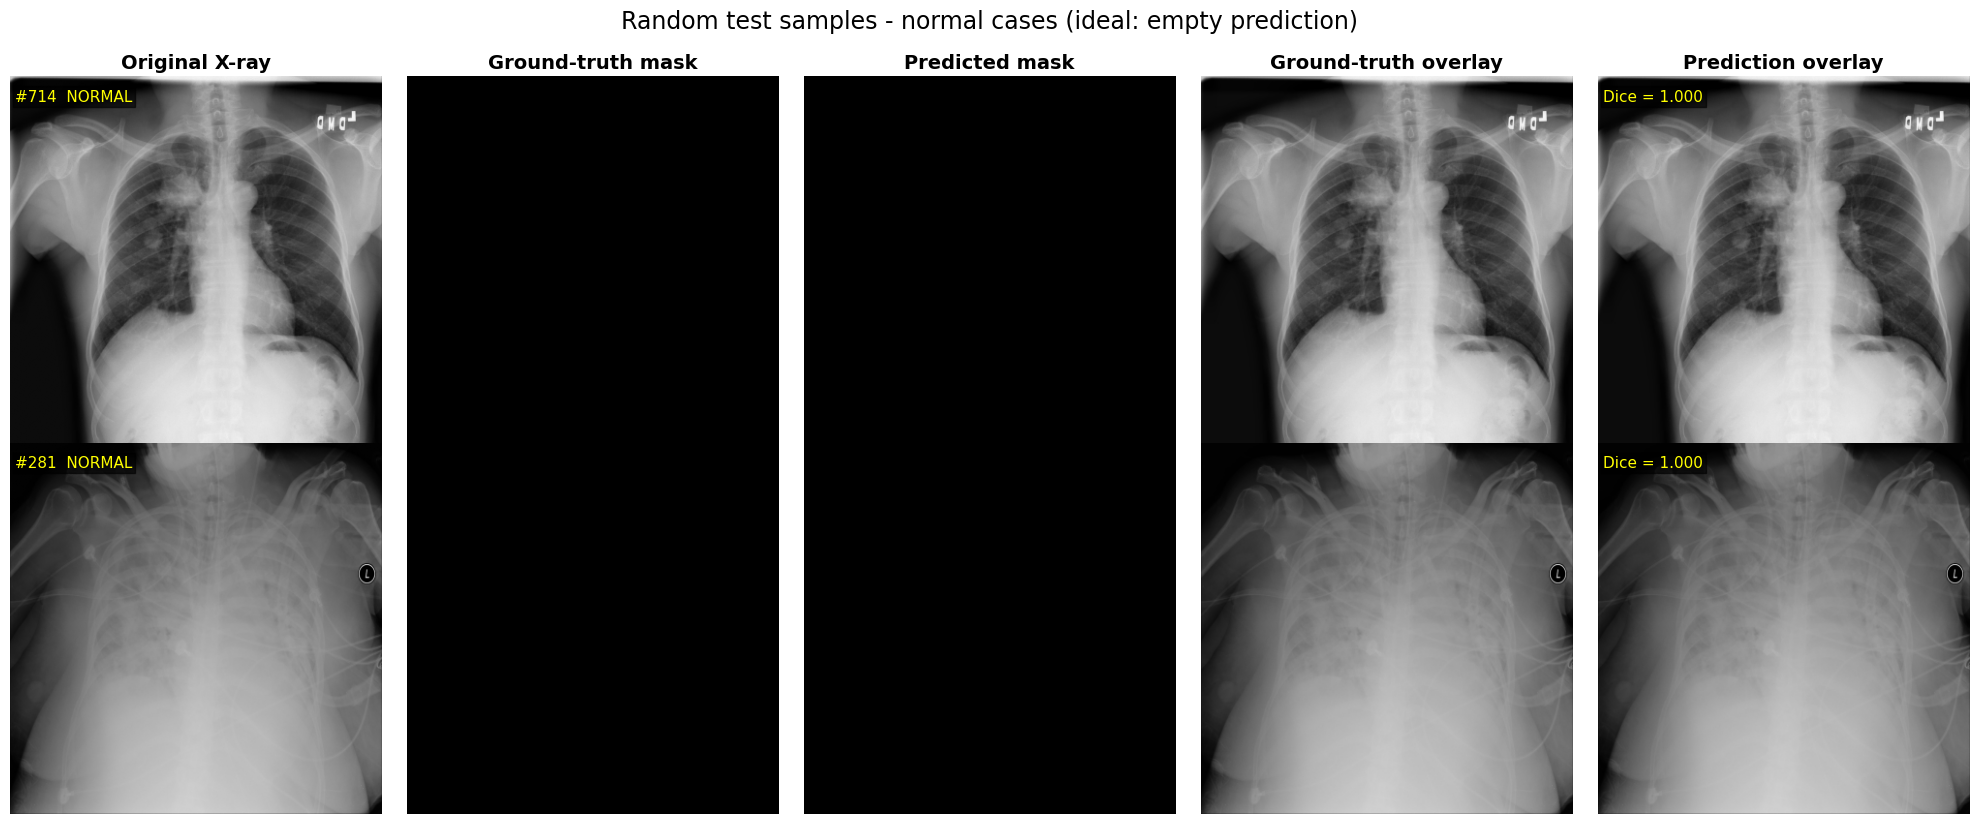 Random test samples - normal cases (ideal: empty prediction)
Original X-ray Ground-truth mask Predicted mask Ground-truth overlay Prediction overlay
#714 NORMAL Dice = 1.000
#281 NORMAL Dice = 1.000
L L L